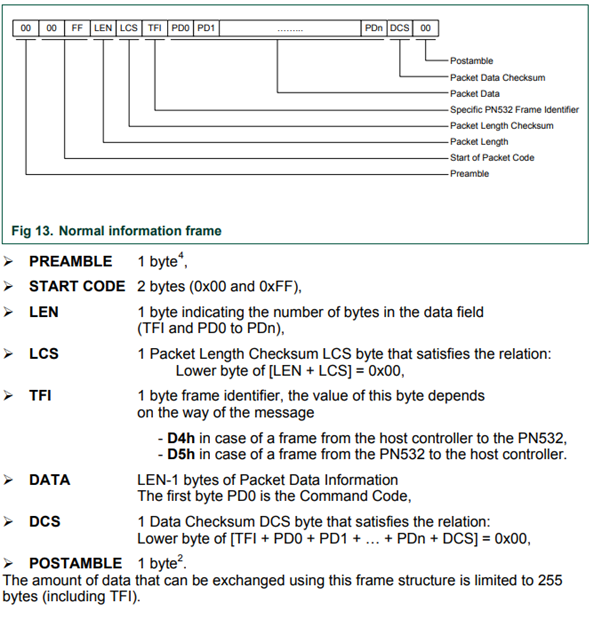 00 00 FF LEN LCS TFI PD0 PD1 ......... PDn DCS 00
Postamble
Packet Data Checksum
Packet Data
Specific PN532 Frame Identifier
Packet Length Checksum
Packet Length
Start of Packet Code
Preamble
Fig 13. Normal information frame
➢ PREAMBLE 1 byte⁴,
➢ START CODE 2 bytes (0x00 and 0xFF),
➢ LEN 1 byte indicating the number of bytes in the data field
(TFI and PD0 to PDn),
➢ LCS 1 Packet Length Checksum LCS byte that satisfies the relation:
Lower byte of [LEN + LCS] = 0x00,
➢ TFI 1 byte frame identifier, the value of this byte depends
on the way of the message
- D4h in case of a frame from the host controller to the PN532,
- D5h in case of a frame from the PN532 to the host controller.
➢ DATA LEN-1 bytes of Packet Data Information
The first byte PD0 is the Command Code,
➢ DCS 1 Data Checksum DCS byte that satisfies the relation:
Lower byte of [TFI + PD0 + PD1 + … + PDn + DCS] = 0x00,
➢ POSTAMBLE 1 byte².
The amount of data that can be exchanged using this frame structure is limited to 255
bytes (including TFI).